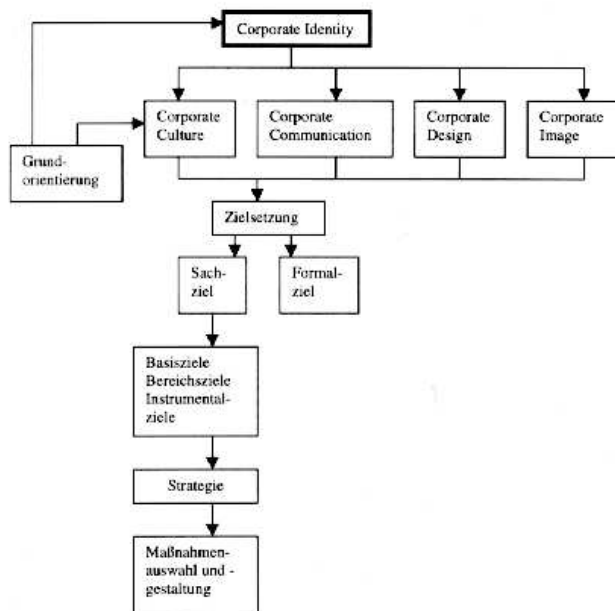 Corporate Identity
Corporate
Culture
Corporate
Communication
Corporate
Design
Corporate
Image
Grund-
orientierung
Zielsetzung
Sach-
ziel
Formal-
ziel
Basisziele
Bereichsziele
Instrumental-
ziele
Strategie
Maßnahmen-
auswahl und -
gestaltung